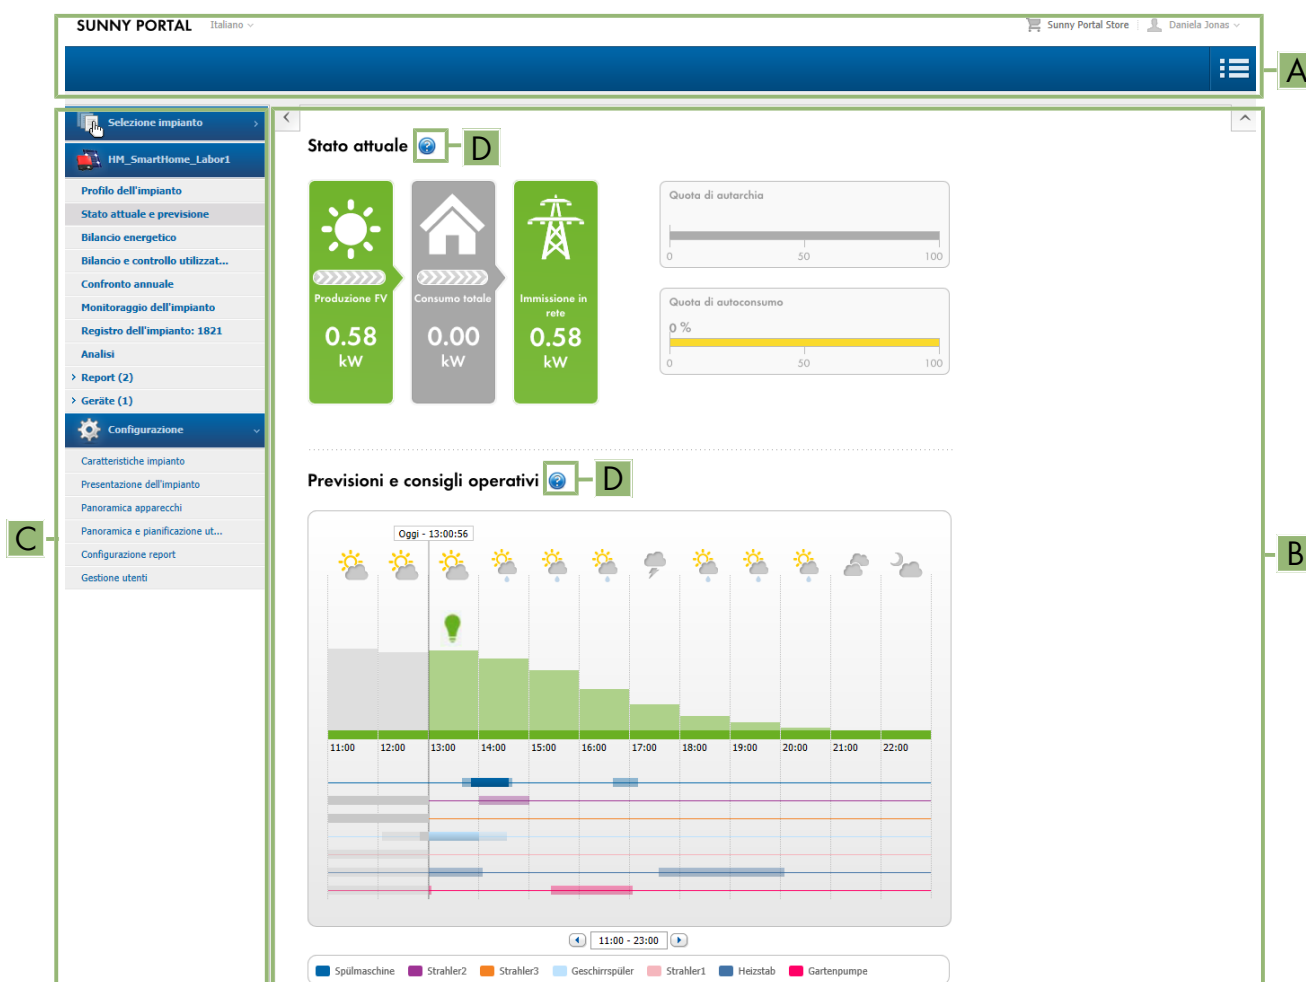 SUNNY PORTAL Italiano
Sunny Portal Store Daniela Jonas
A
Selezione impianto
HM_SmartHome_Labor1
Profilo dell'impianto
Stato attuale e previsione
Bilancio energetico
Bilancio e controllo utilizzat...
Confronto annuale
Monitoraggio dell'impianto
Registro dell'impianto: 1821
Analisi
Report (2)
Geräte (1)
Configurazione
Caratteristiche impianto
Presentazione dell'impianto
Panoramica apparecchi
Panoramica e pianificazione ut...
Configurazione report
Gestione utenti
C
Stato attuale ? D
Produzione FV
0.58
kW
Consumo totale
0.00
kW
Immissione in
rete
0.58
kW
Quota di autarchia
0 50 100
Quota di autoconsumo
0 %
0 50 100
Previsioni e consigli operativi ? D
B
Oggi - 13:00:56
11:00 12:00 13:00 14:00 15:00 16:00 17:00 18:00 19:00 20:00 21:00 22:00
11:00 - 23:00
Spülmaschine Strahler2 Strahler3 Geschirrspüler Strahler1 Heizstab Gartenpumpe